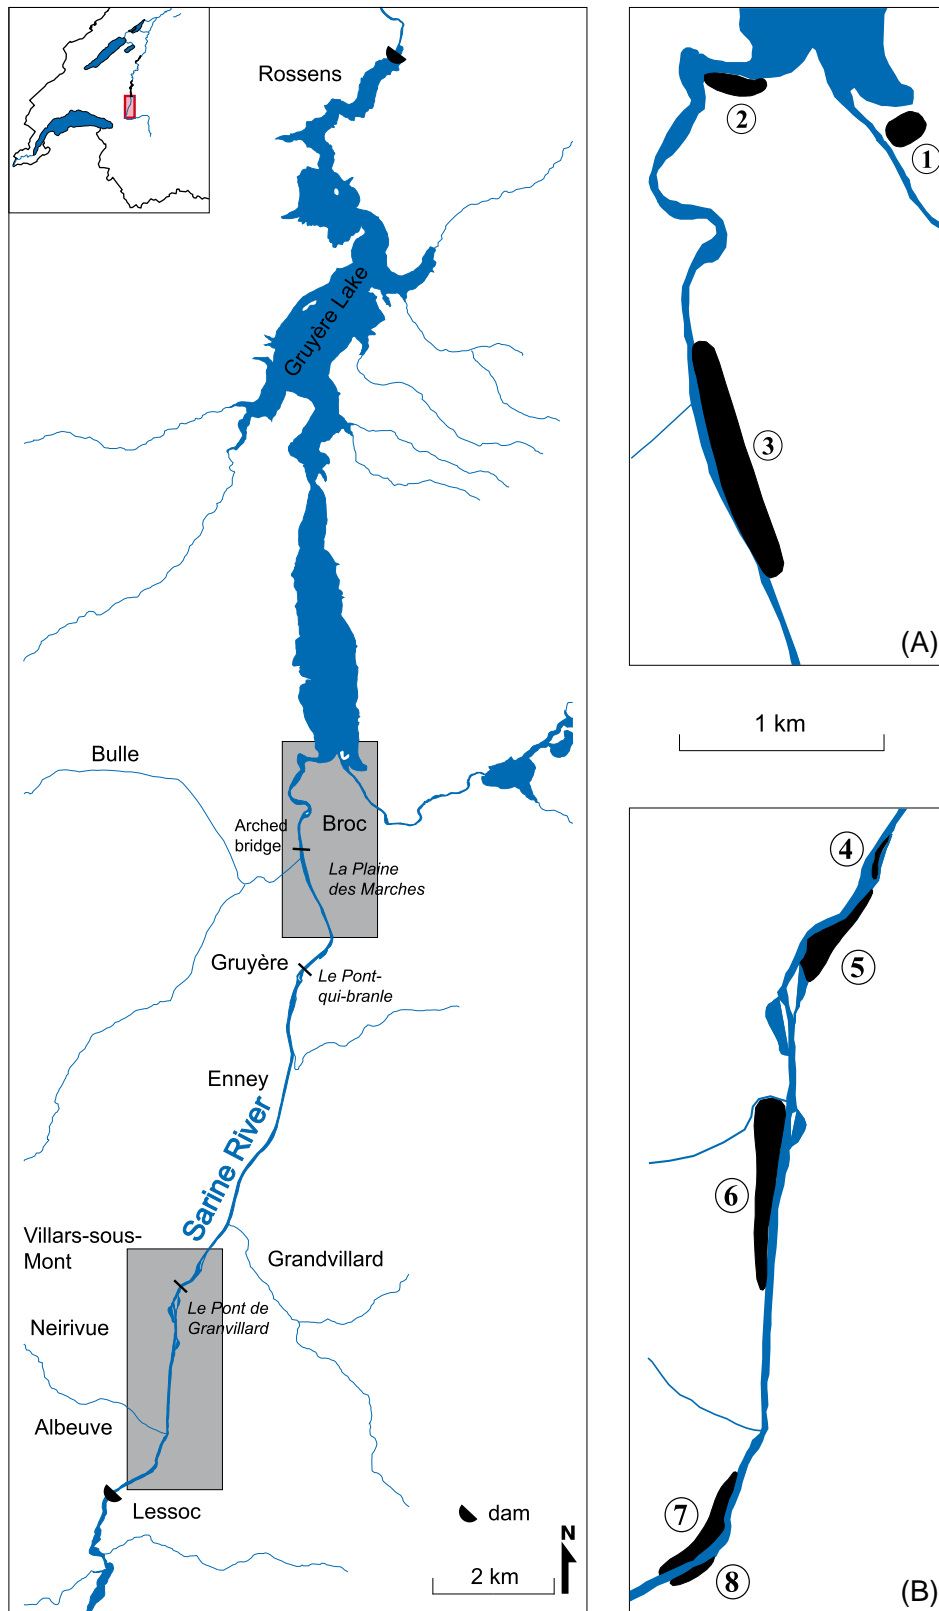 Rossens
Gruyère Lake
Bulle
Arched
bridge
Broc
La Plaine
des Marches
Gruyère
Le Pont-
qui-branle
Enney
Sarine River
Villars-sous-
Mont
Grandvillard
Le Pont de
Granvillard
Neirivue
Albeuve
Lessoc
dam
N
2 km
1
2
3
(A)
1 km
4
5
6
7
8
(B)